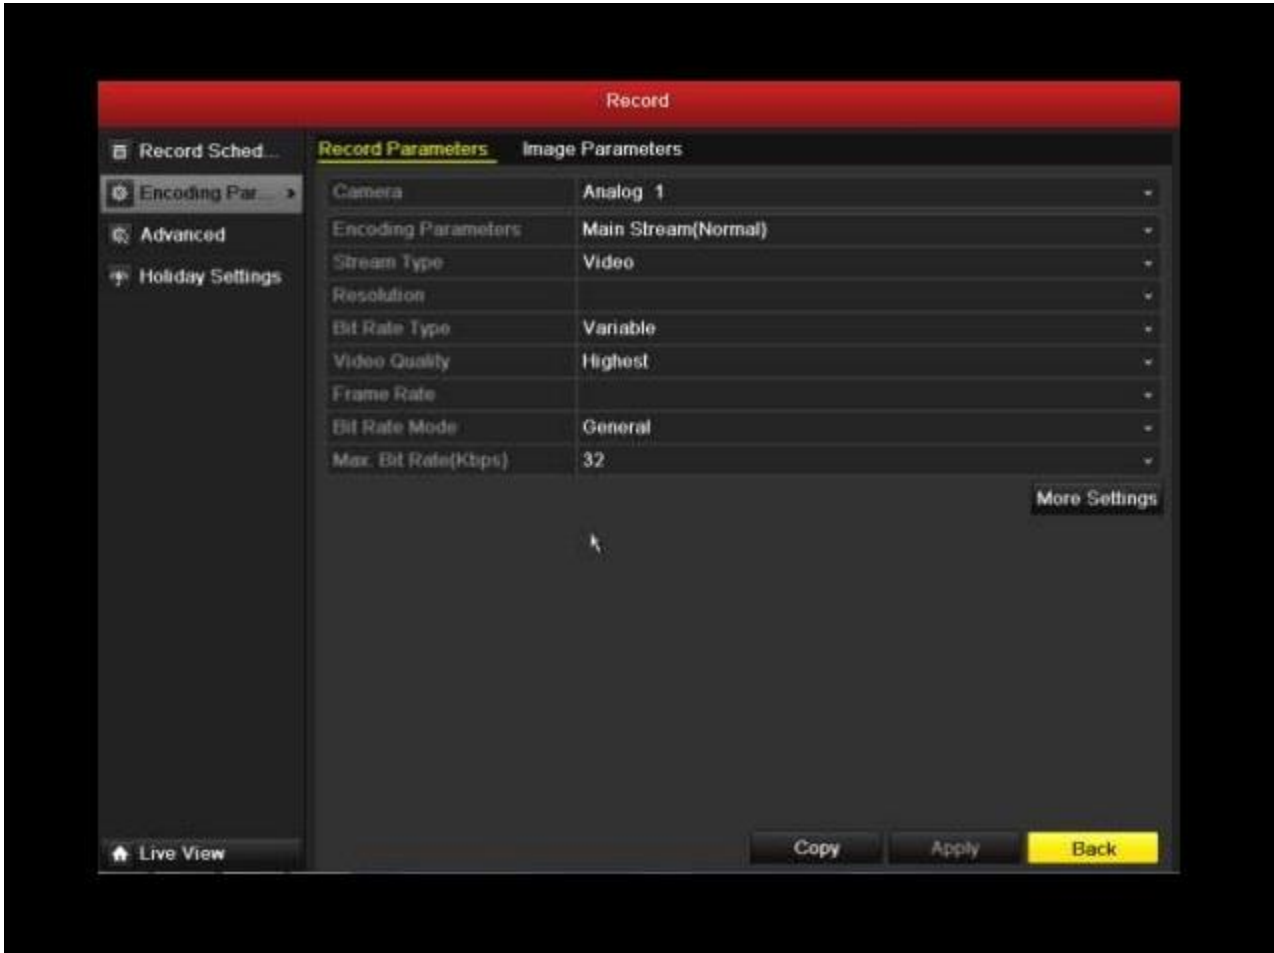 Record
Record Sched...
Encoding Par...
Advanced
Holiday Settings
Record Parameters Image Parameters
Camera Analog 1
Encoding Parameters Main Stream(Normal)
Stream Type Video
Resolution
Bit Rate Type Variable
Video Quality Highest
Frame Rate
Bit Rate Mode General
Max. Bit Rate(Kbps) 32
More Settings
Live View
Copy Apply Back